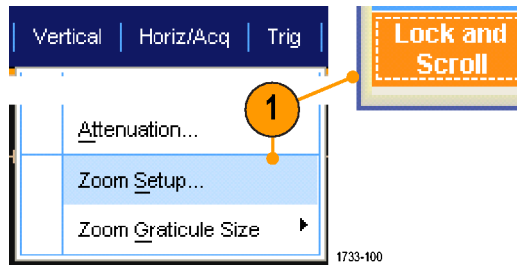 Vertical | Horiz/Acq | Trig
Lock and
Scroll
1
Attenuation...
Zoom Setup...
Zoom Graticule Size
1733-100